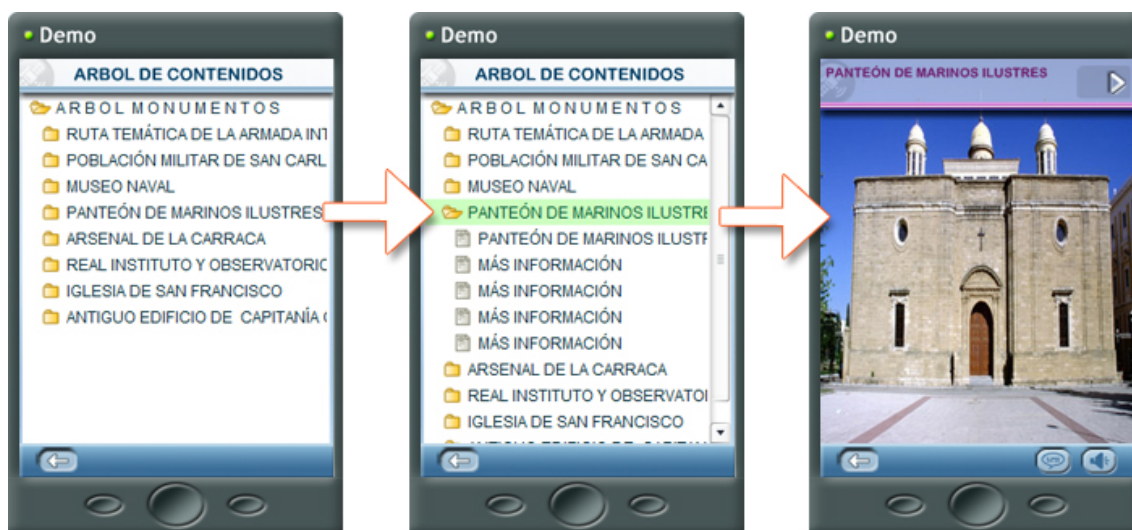 Demo
ARBOL DE CONTENIDOS
ARBOL MONUMENTOS
RUTA TEMÁTICA DE LA ARMADA
POBLACIÓN MILITAR DE SAN CARL
MUSEO NAVAL
PANTEÓN DE MARINOS ILUSTRES
ARSENAL DE LA CARRACA
REAL INSTITUTO Y OBSERVATORIO
IGLESIA DE SAN FRANCISCO
ANTIGUO EDIFICIO DE CAPITANÍA
Demo
ARBOL DE CONTENIDOS
ARBOL MONUMENTOS
RUTA TEMÁTICA DE LA ARMADA
POBLACIÓN MILITAR DE SAN CA
MUSEO NAVAL
PANTEÓN DE MARINOS ILUSTRE
PANTEÓN DE MARINOS ILUST
MÁS INFORMACIÓN
MÁS INFORMACIÓN
MÁS INFORMACIÓN
MÁS INFORMACIÓN
ARSENAL DE LA CARRACA
REAL INSTITUTO Y OBSERVATO
IGLESIA DE SAN FRANCISCO
Demo
PANTEÓN DE MARINOS ILUSTRES